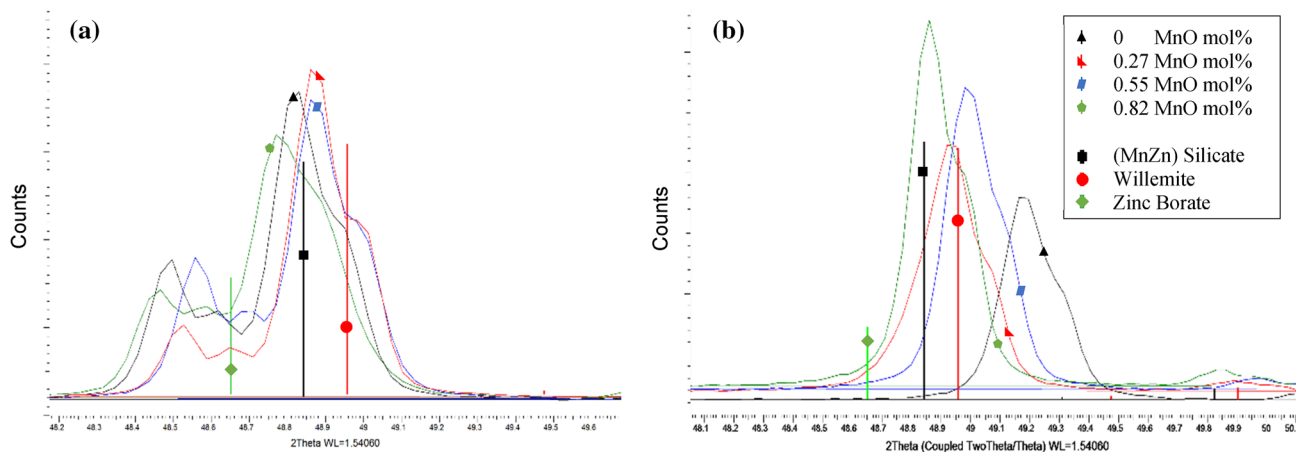 (a)
Counts
48.2 48.3 48.4 48.5 48.6 48.7 48.8 48.9 49 49.1 49.2 49.3 49.4 49.5 49.6
2Theta WL=1.54060
(b)
Counts
0 MnO mol%
0.27 MnO mol%
0.55 MnO mol%
0.82 MnO mol%
(MnZn) Silicate
Willemite
Zinc Borate
48.1 48.2 48.3 48.4 48.5 48.6 48.7 48.8 48.9 49 49.1 49.2 49.3 49.4 49.5 49.6 49.7 49.8 49.9 50
2Theta (Coupled TwoTheta/Theta) WL=1.54060